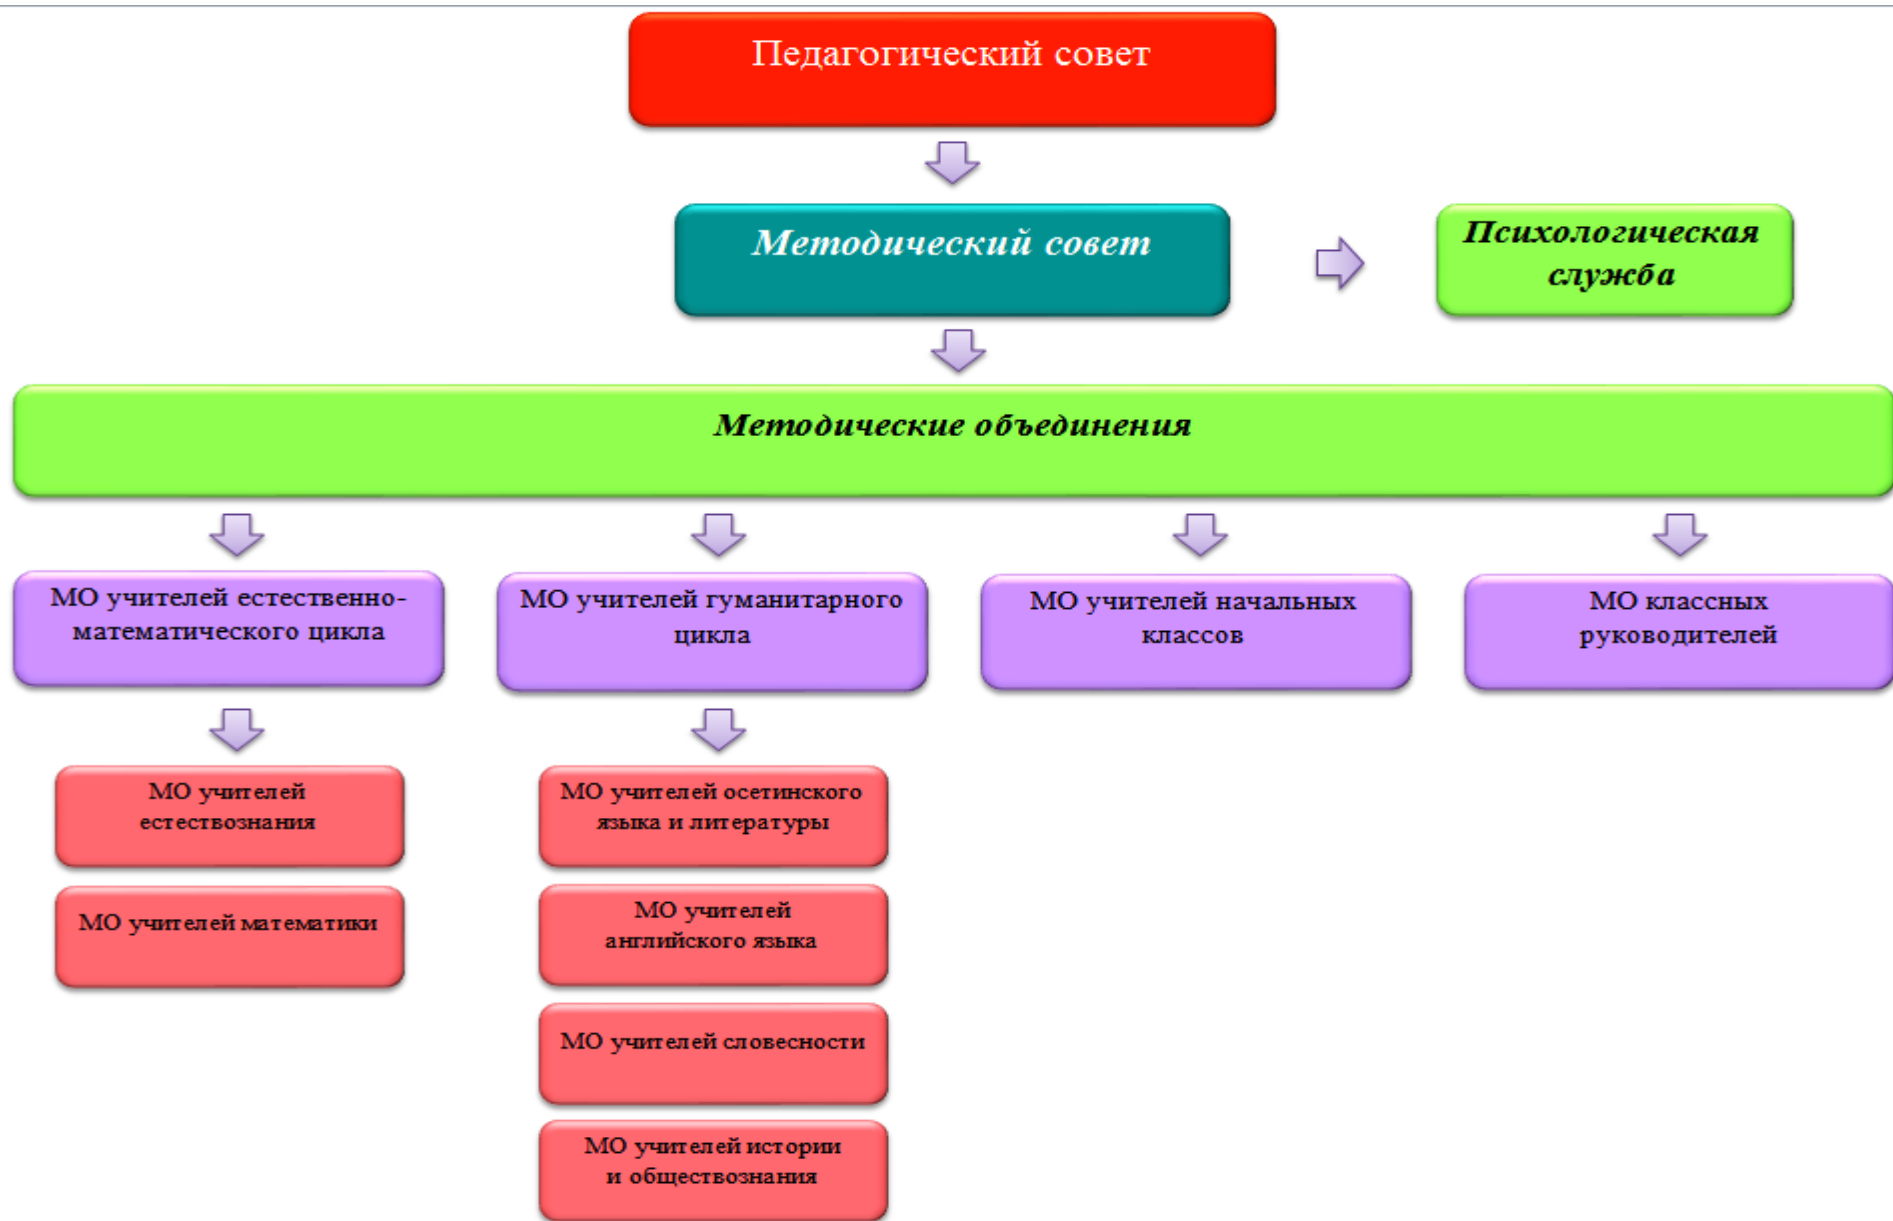 Педагогический совет
Методический совет
Психологическая
служба
Методические объединения
МО учителей естественно-
математического цикла
МО учителей гуманитарного
цикла
МО учителей начальных
классов
МО классных
руководителей
МО учителей
естествознания
МО учителей математики
МО учителей осетинского
языка и литературы
МО учителей
английского языка
МО учителей словесности
МО учителей истории
и обществознания